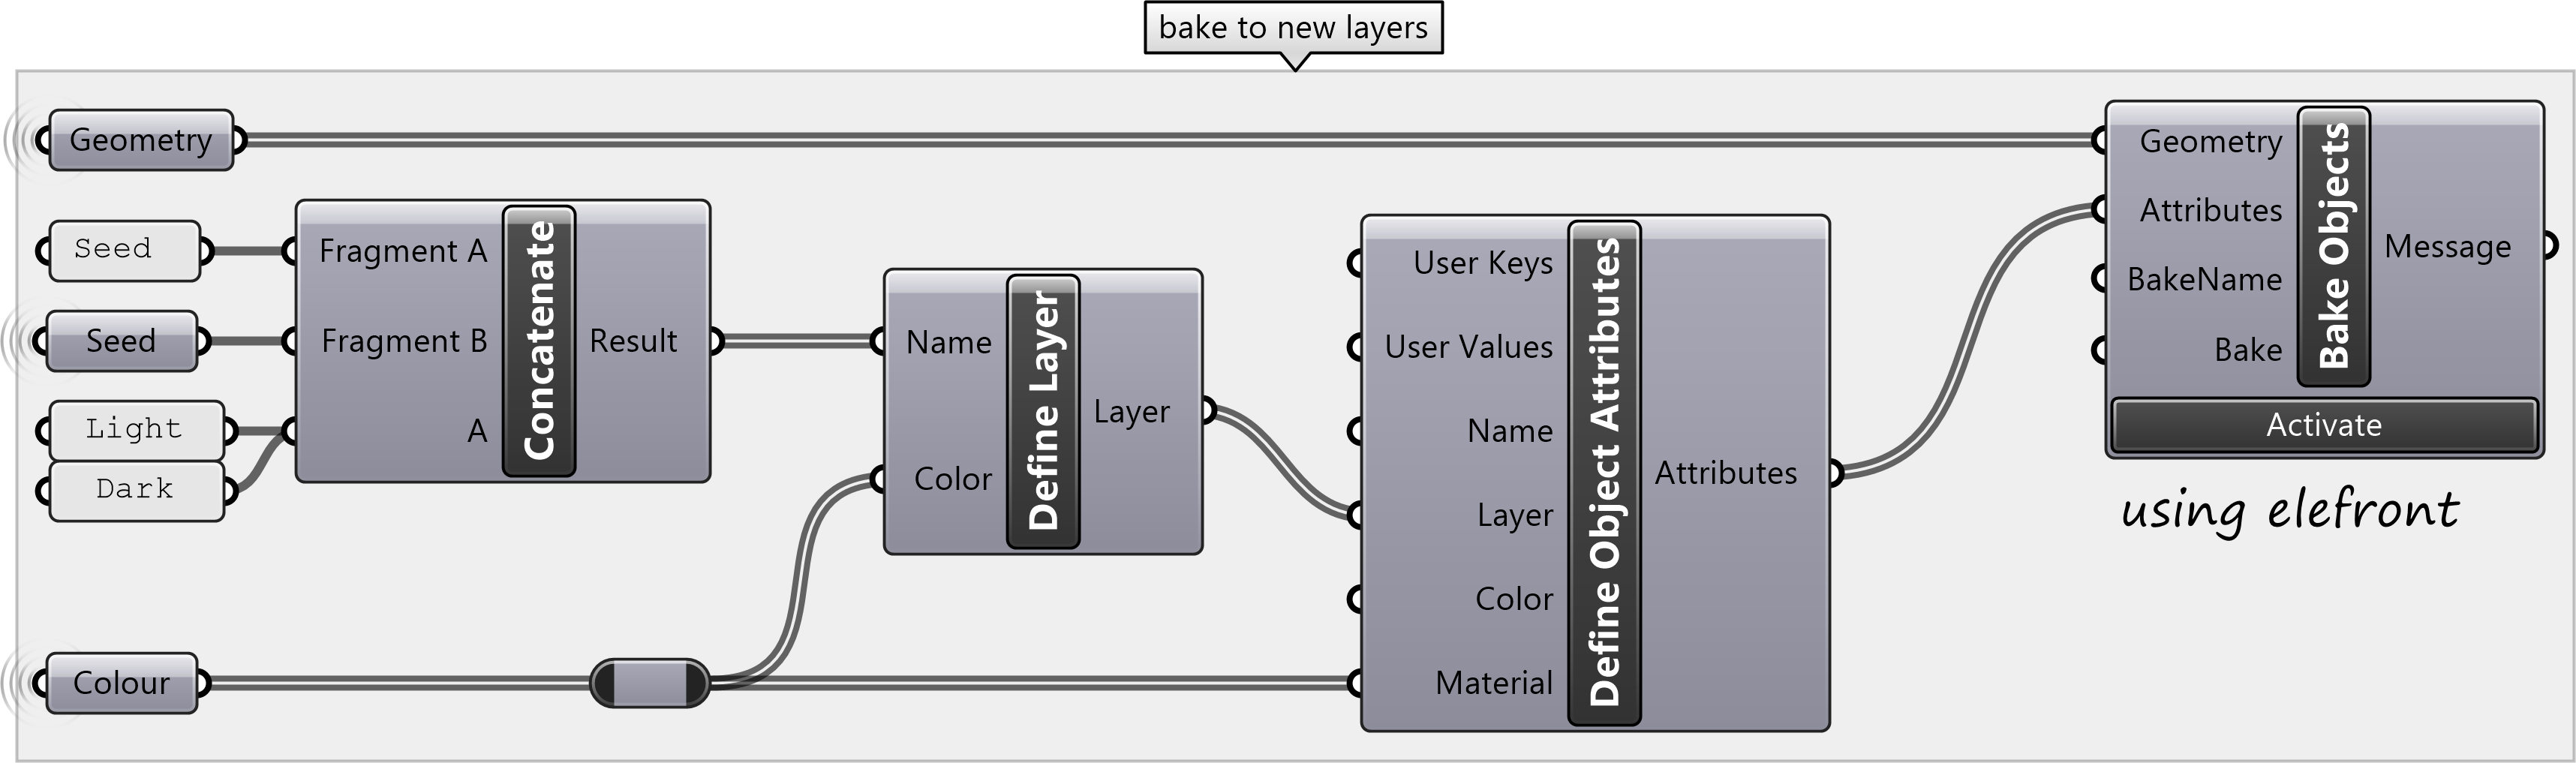 bake to new layers
Geometry
Seed
Seed
Light
Dark
Colour
Fragment A
Fragment B
A
Concatenate
Result
Name
Color
Define Layer
Layer
User Keys
User Values
Name
Layer
Color
Material
Define Object Attributes
Attributes
Geometry
Attributes
BakeName
Bake
Bake Objects
Message
Activate
using elefront